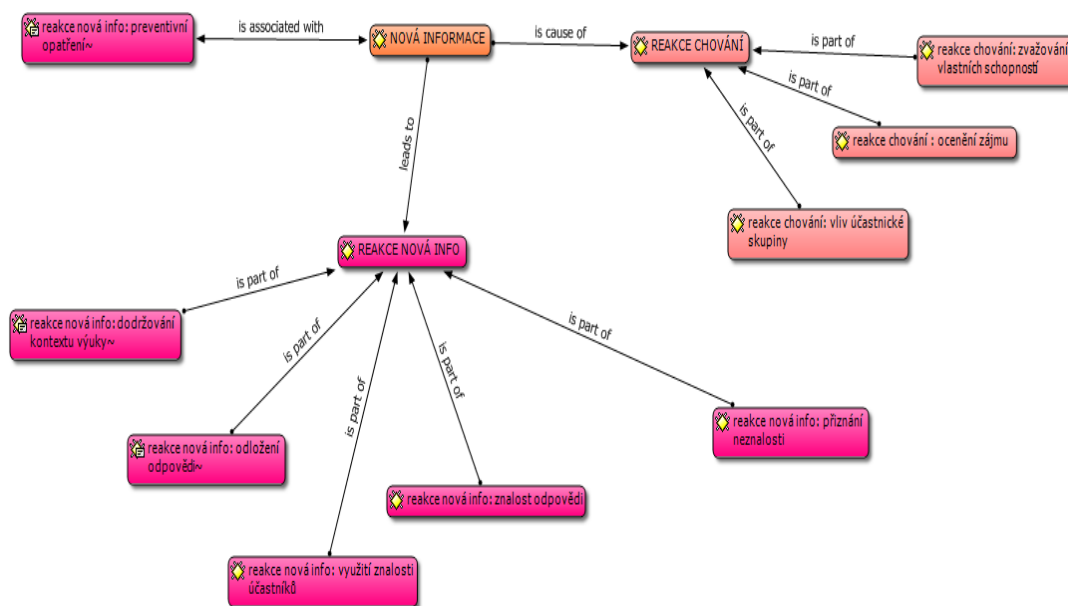 reakce nová info: preventivní
opatření~
is associated with
NOVÁ INFORMACE
is cause of
REAKCE CHOVÁNÍ
is part of
reakce chování: zvažování
vlastních schopností
is part of
reakce chování : ocenění zájmu
is part of
reakce chování: vliv účastnické
skupiny
leads to
REAKCE NOVÁ INFO
is part of
reakce nová info: dodržování
kontextu výuky~
is part of
reakce nová info: odložení
odpovědi~
is part of
reakce nová info: využití znalosti
účastníků
is part of
reakce nová info: znalost odpovědi
is part of
reakce nová info: přiznání
neznalosti